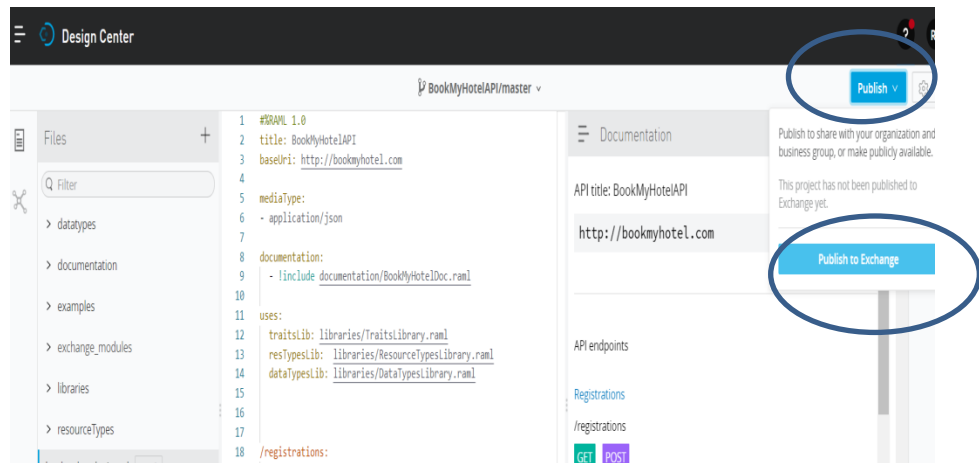 Design Center
?
R
BookMyHotelAPI/master
Publish
Files
+
Filter
datatypes
documentation
examples
exchange_modules
libraries
resourceTypes
1 #%RAML 1.0
2 title: BookMyHotelAPI
3 baseUri: http://bookmyhotel.com
4
5 mediaType:
6 - application/json
7
8 documentation:
9 - !include documentation/BookMyHotelDoc.raml
10
11 uses:
12 traitsLib: libraries/TraitsLibrary.raml
13 resTypesLib: libraries/ResourceTypesLibrary.raml
14 dataTypesLib: libraries/DataTypesLibrary.raml
15
16
17
18 /registrations:
Documentation
API title: BookMyHotelAPI
http://bookmyhotel.com
API endpoints
Registrations
/registrations
GET POST
Publish to share with your organization and
business group, or make publicly available.
This project has not been published to
Exchange yet.
Publish to Exchange